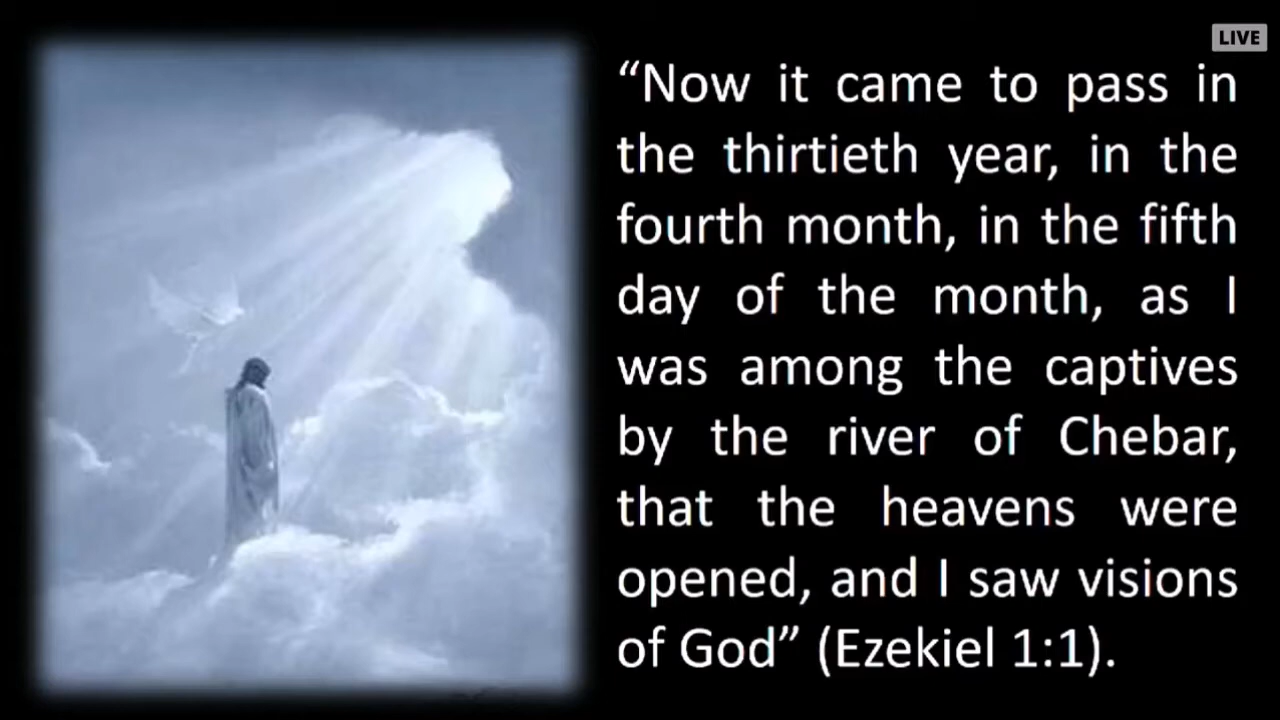 LIVE
“Now it came to pass in
the thirtieth year, in the
fourth month, in the fifth
day of the month, as I
was among the captives
by the river of Chebar,
that the heavens were
opened, and I saw visions
of God” (Ezekiel 1:1).